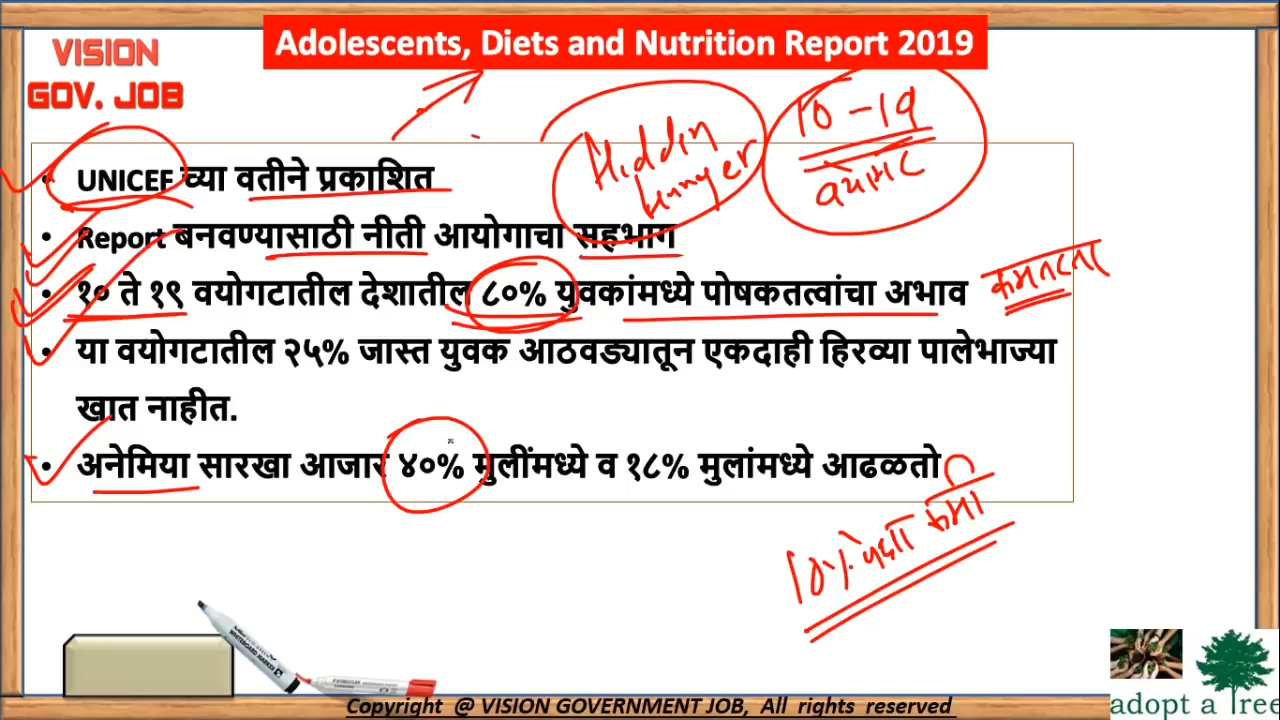 Adolescents, Diets and Nutrition Report 2019
VISION
GOV. JOB
Hidden
Hunger
10 - 19
वयोगट
• UNICEF च्या वतीने प्रकाशित
• Report बनवण्यासाठी नीती आयोगाचा सहभाग
• १० ते १९ वयोगटातील देशातील ८०% युवकांमध्ये पोषकतत्वांचा अभाव
कमतरता
• या वयोगटातील २५% जास्त युवक आठवड्यातून एकदाही हिरव्या पालेभाज्या
खात नाहीत.
• अनेमिया सारखा आजार ४०% मुलींमध्ये व १८% मुलांमध्ये आढळतो
10% पेक्षा कमी
WHITEBOARD MARKER
adopt a Tree
Copyright @ VISION GOVERNMENT JOB, All rights reserved